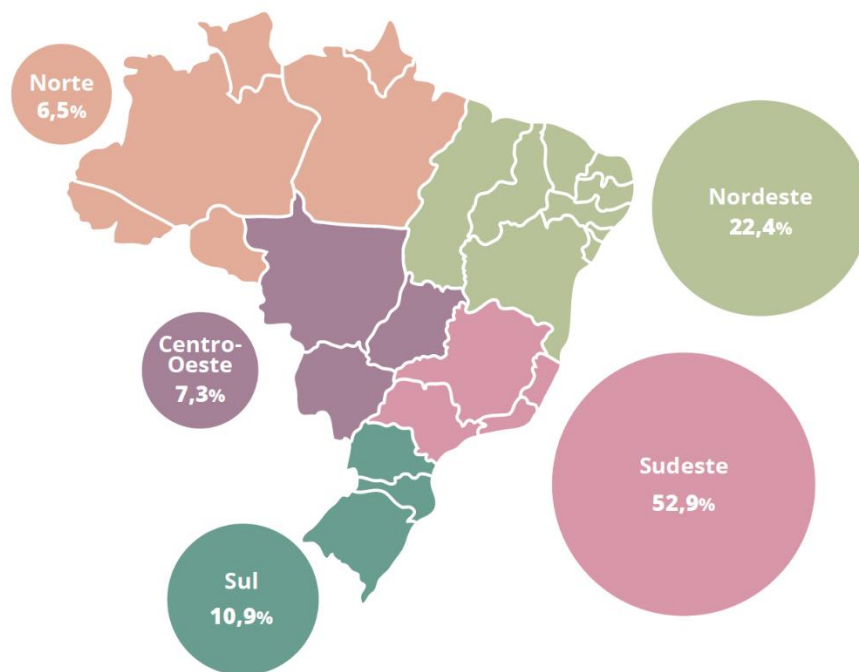 Norte
6,5%
Nordeste
22,4%
Centro-
Oeste
7,3%
Sudeste
52,9%
Sul
10,9%